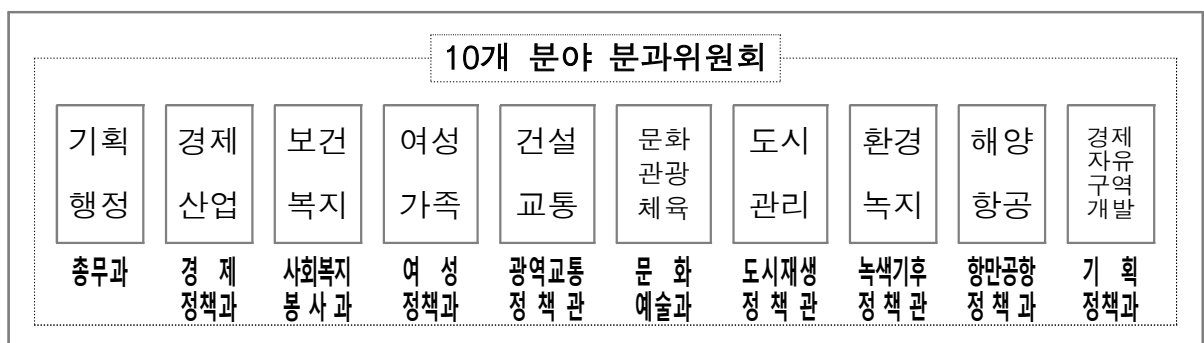 10개 분야 분과위원회
기획 경제 보건 여성 건설 문화 도시 환경 해양 경제
행정 산업 복지 가족 교통 관광 관리 녹지 항공 자유
체육 구역
개발
총무과 경 제 사회복지 여 성 광역교통 문 화 도시재생 녹색기후 항만공항 기 획
정책과 봉 사 과 정책과 정 책 관 예술과 정 책 관 정 책 관 정 책 과 정책과